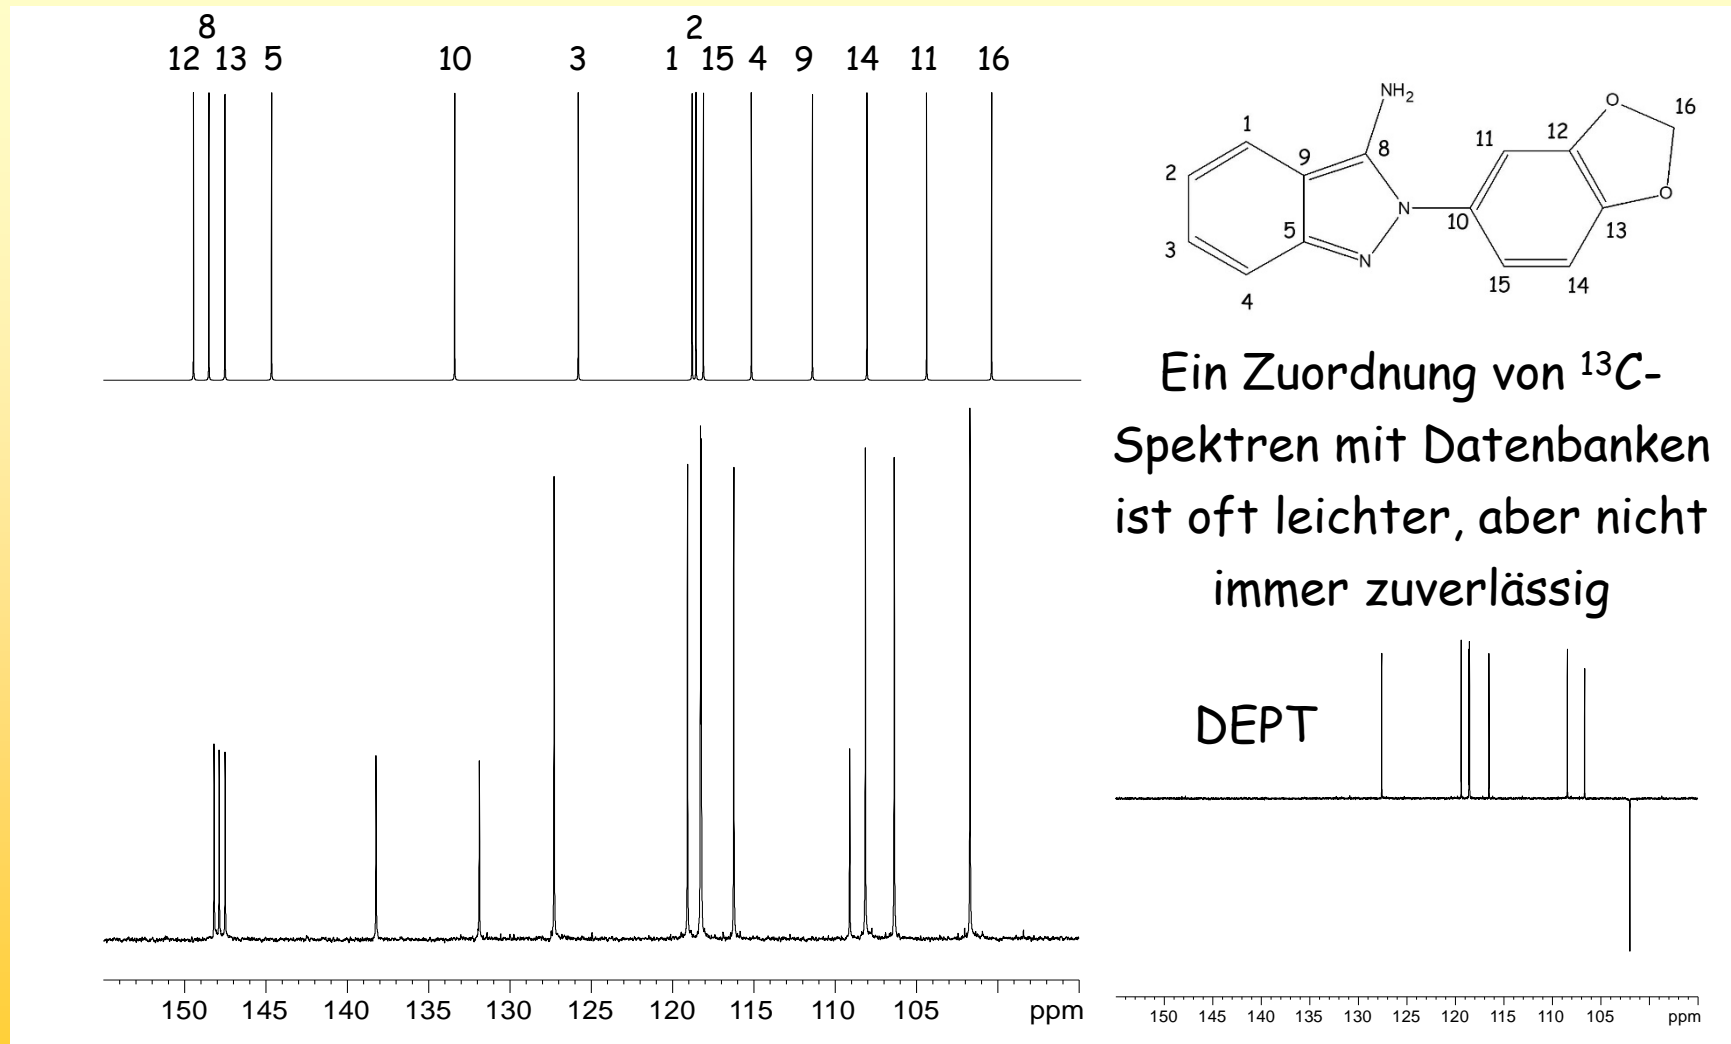 8 2
12 13 5 10 3 1 15 4 9 14 11 16
NH2
O
16
1
11
12
9
8
2
N
O
10
5
13
3
N
15
14
4
Ein Zuordnung von 13C-
Spektren mit Datenbanken
ist oft leichter, aber nicht
immer zuverlässig
DEPT
150 145 140 135 130 125 120 115 110 105 ppm
150 145 140 135 130 125 120 115 110 105 ppm